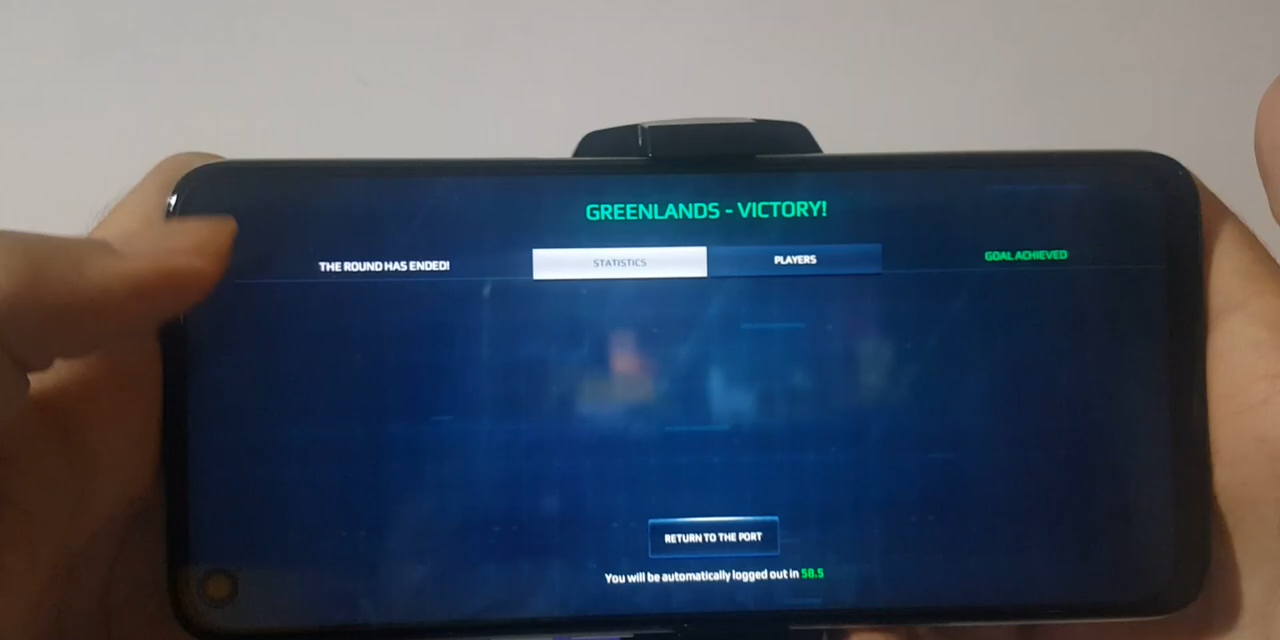 GREENLANDS - VICTORY!
THE ROUND HAS ENDED!
STATISTICS
PLAYERS
GOAL ACHIEVED
RETURN TO THE PORT
You will be automatically logged out in 58.5